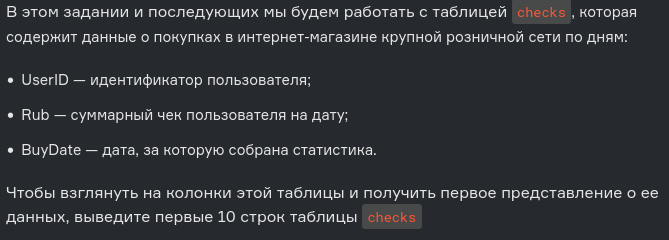 В этом задании и последующих мы будем работать с таблицей checks, которая
содержит данные о покупках в интернет-магазине крупной розничной сети по дням:
• UserID — идентификатор пользователя;
• Rub — суммарный чек пользователя на дату;
• BuyDate — дата, за которую собрана статистика.
Чтобы взглянуть на колонки этой таблицы и получить первое представление о ее
данных, выведите первые 10 строк таблицы checks